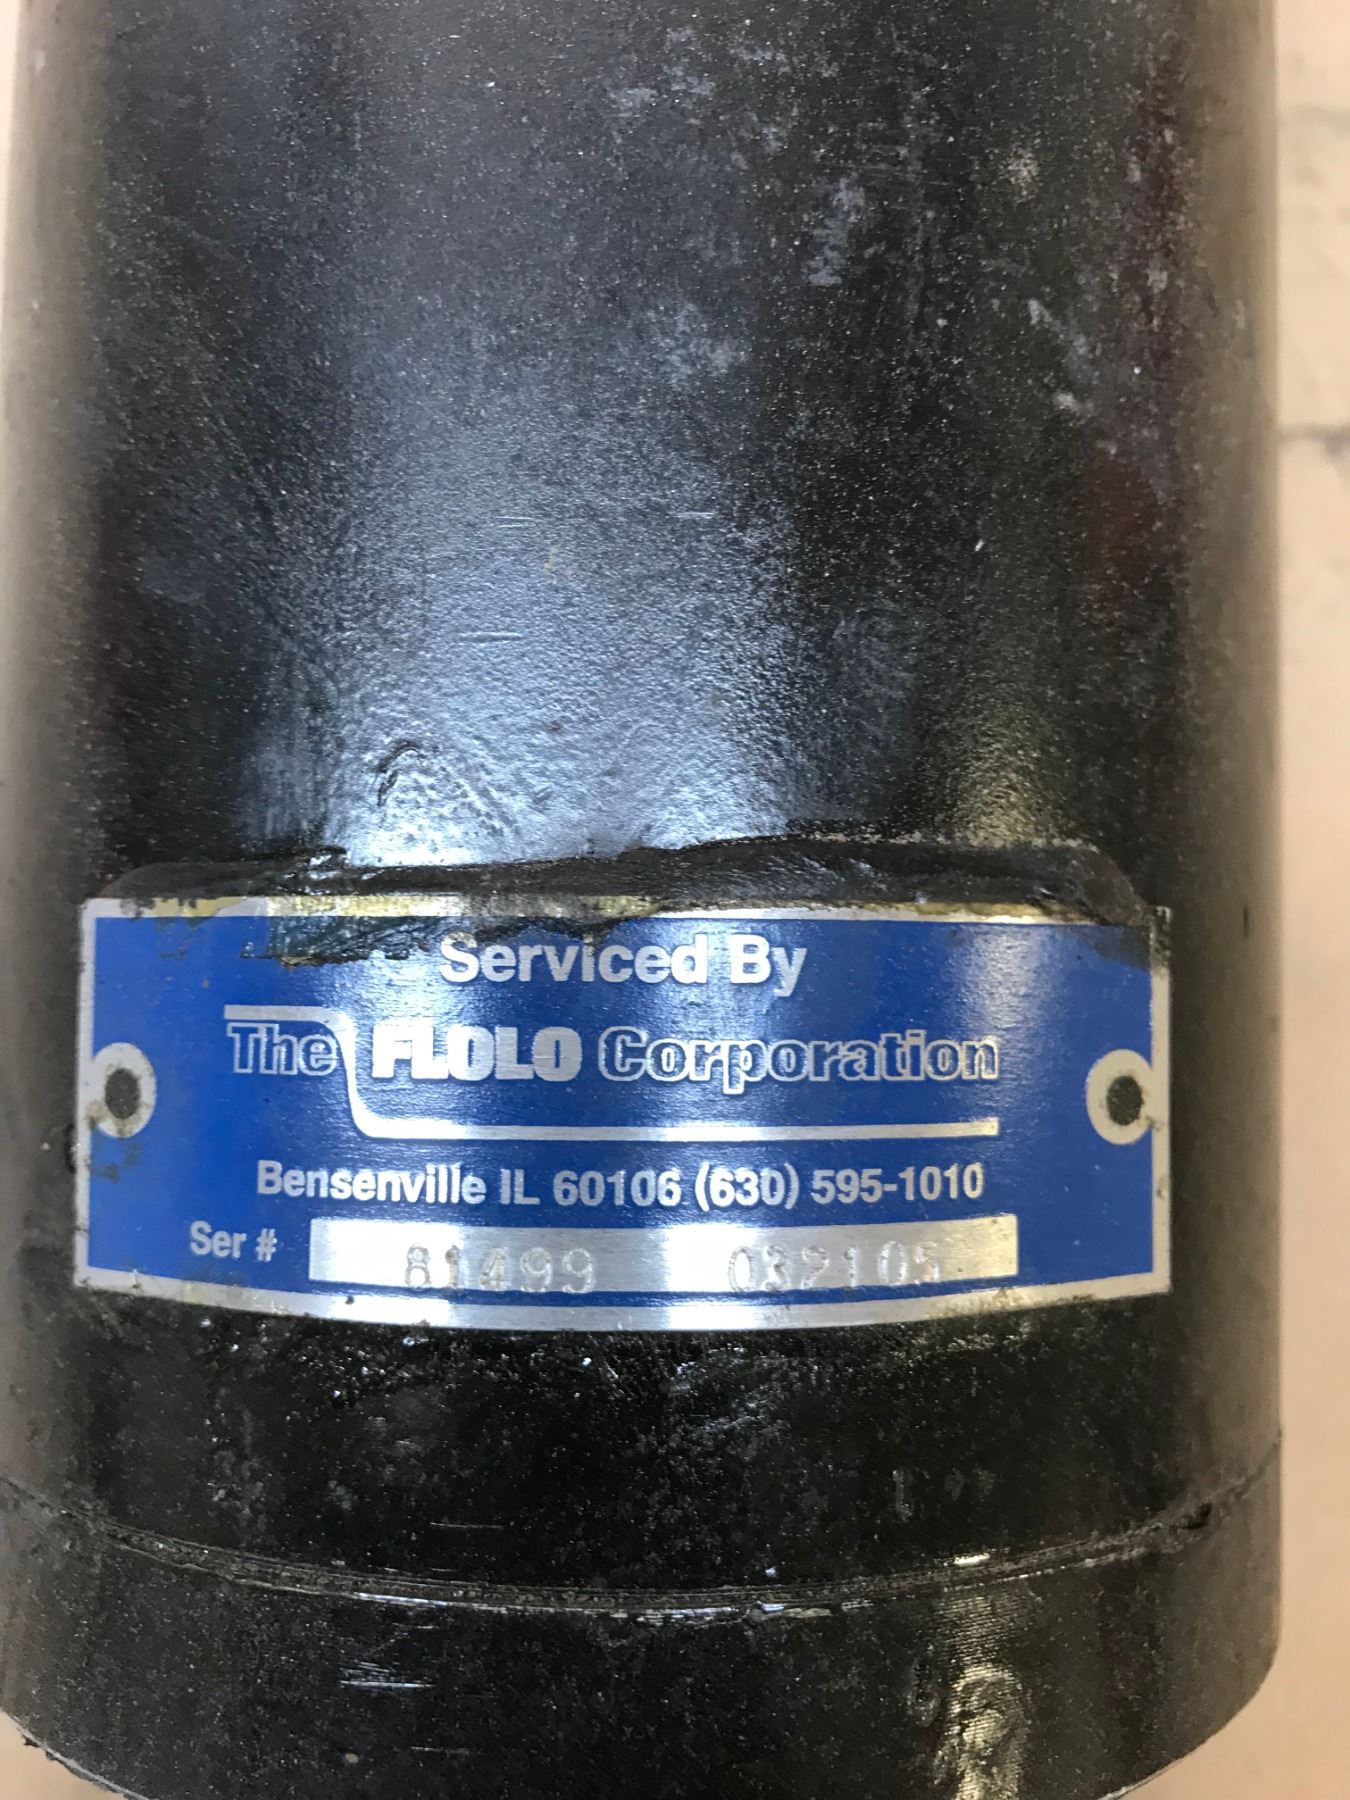 Serviced By
The FLOLO Corporation
Bensenville IL 60106 (630) 595-1010
Ser # 81499 032105